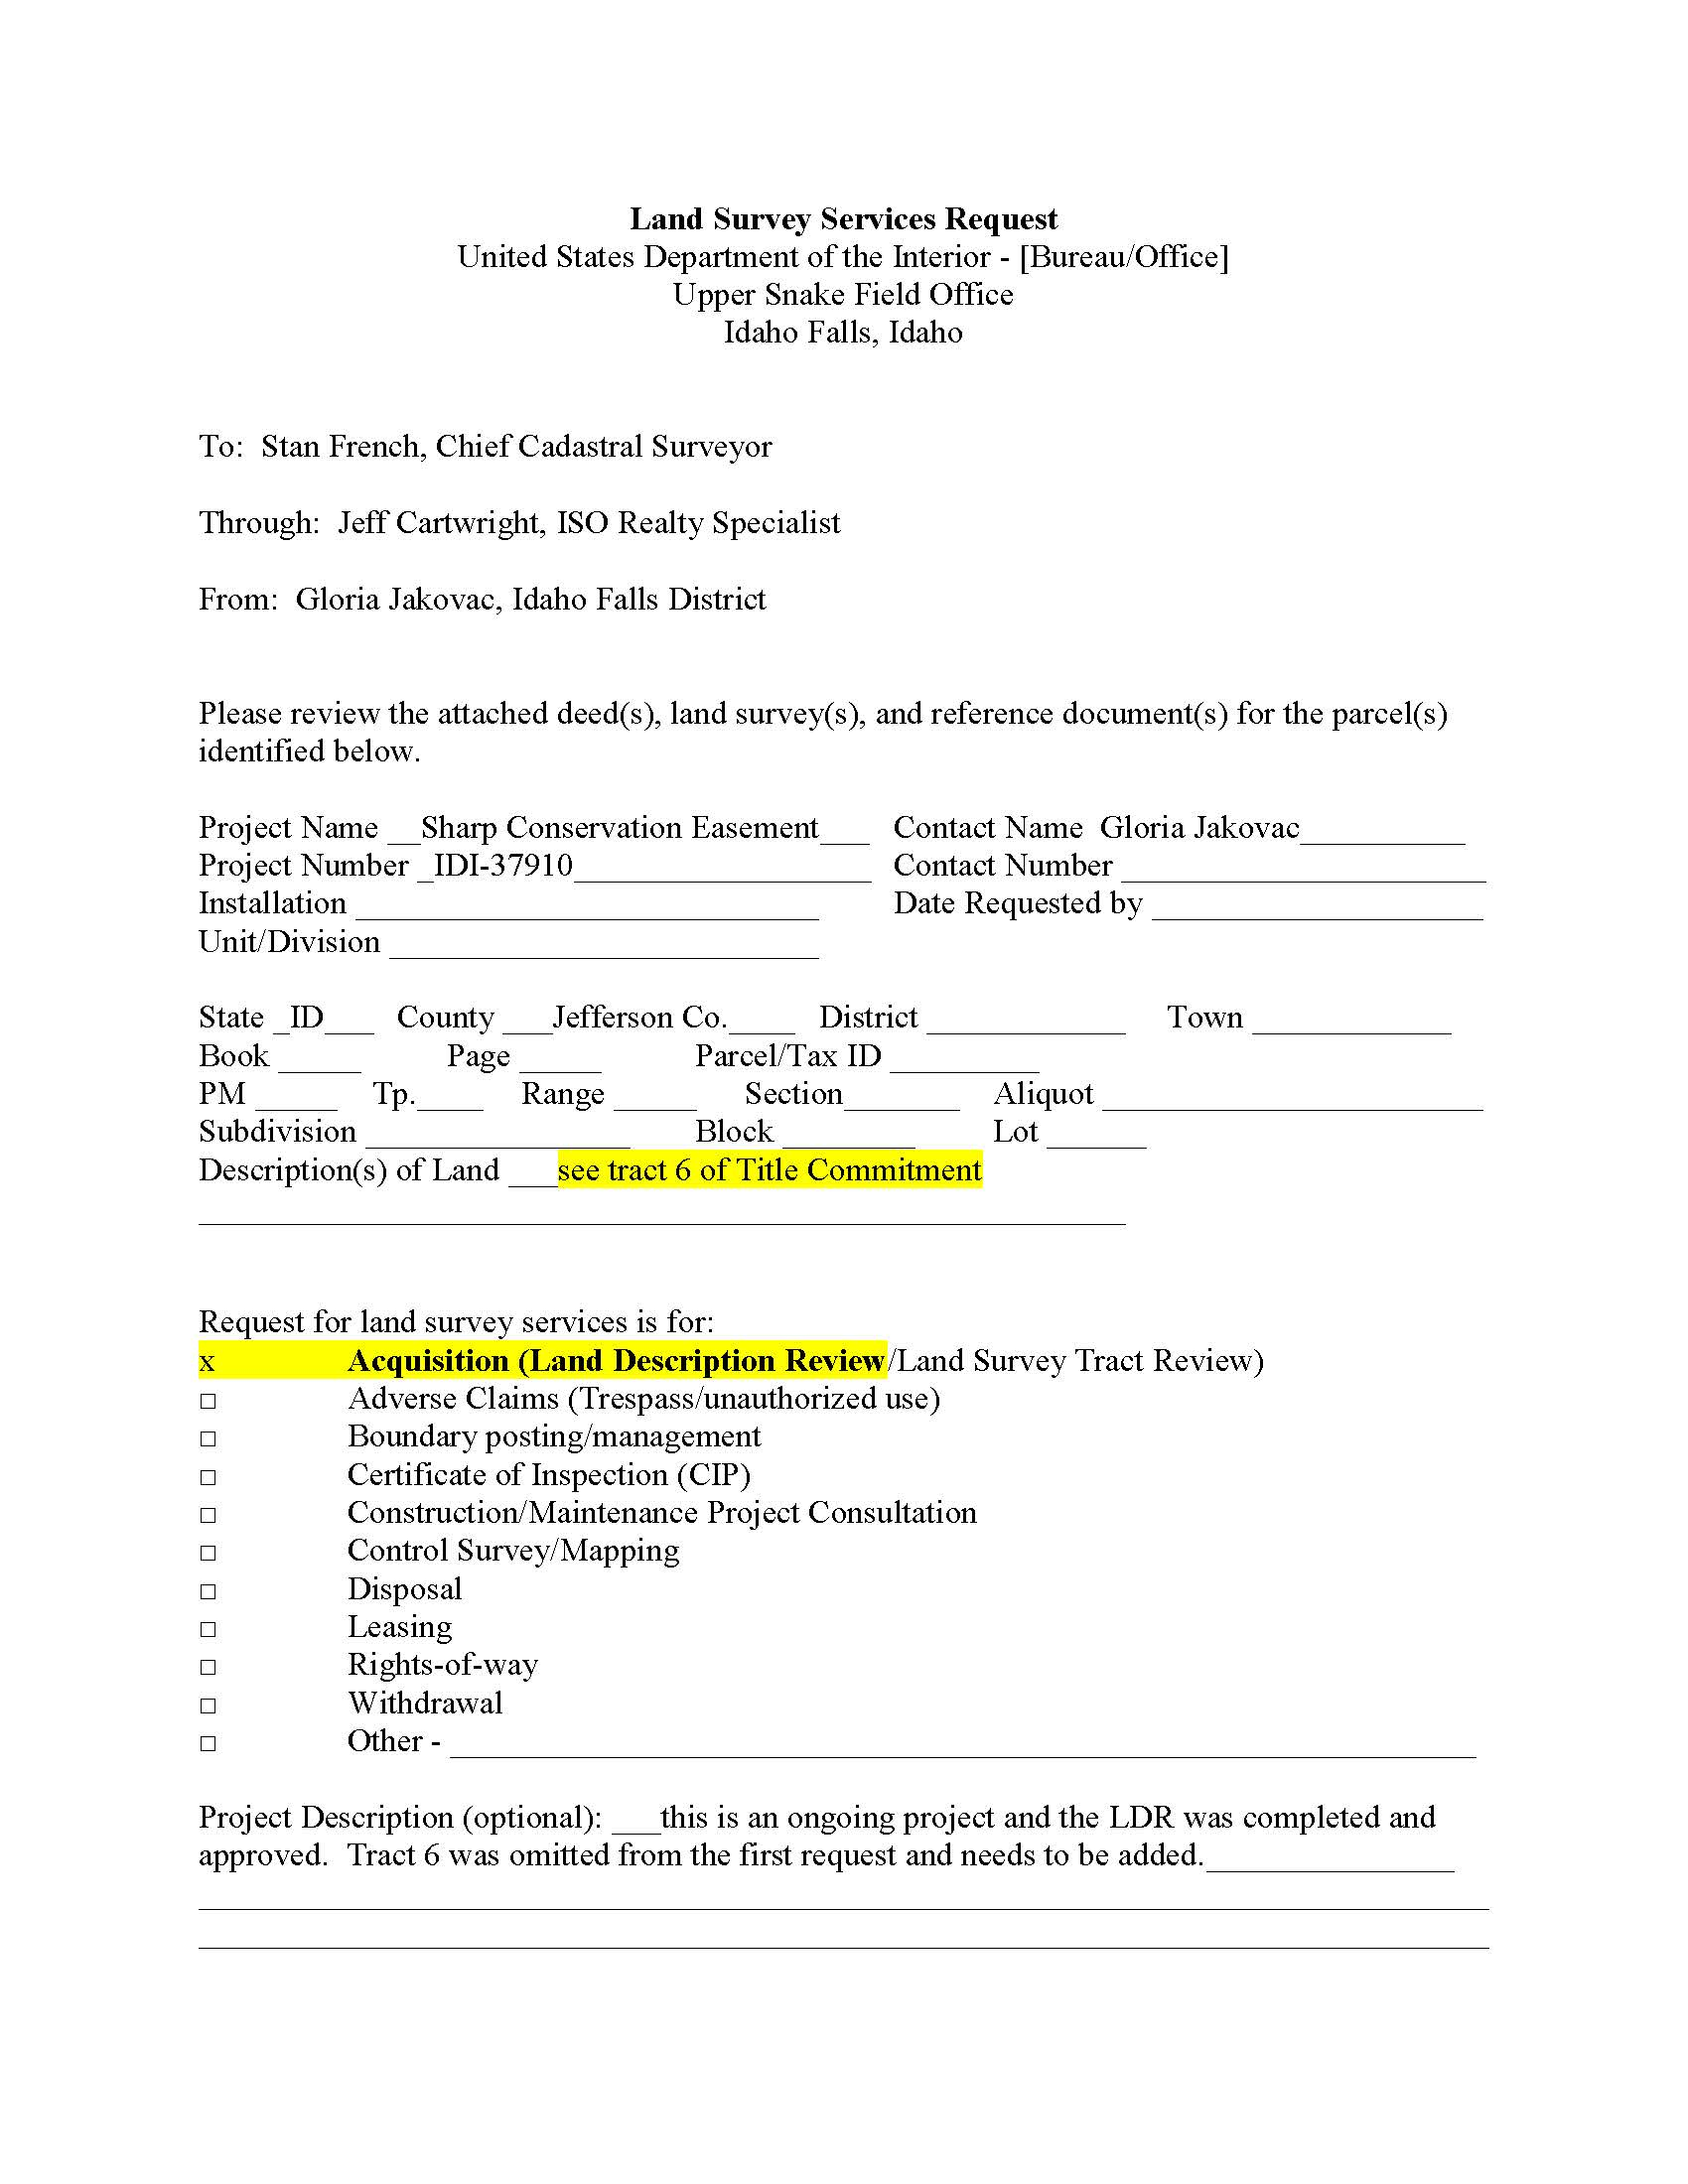 Land Survey Services Request
United States Department of the Interior - [Bureau/Office]
Upper Snake Field Office
Idaho Falls, Idaho
To:  Stan French, Chief Cadastral Surveyor
Through:  Jeff Cartwright, ISO Realty Specialist
From:  Gloria Jakovac, Idaho Falls District
Please review the attached deed(s), land survey(s), and reference document(s) for the parcel(s)
identified below.
Project Name __Sharp Conservation Easement___ Contact Name  Gloria Jakovac__________
Project Number _IDI-37910__________________ Contact Number ______________________
Installation ____________________________ Date Requested by ____________________
Unit/Division __________________________
State _ID___ County ___Jefferson Co.____ District ____________ Town ____________
Book _____ Page _____ Parcel/Tax ID _________
PM _____ Tp.____ Range _____ Section_______ Aliquot _______________________
Subdivision ________________ Block ________ Lot ______
Description(s) of Land ___see tract 6 of Title Commitment
________________________________________________________
Request for land survey services is for:
x Acquisition (Land Description Review/Land Survey Tract Review)
□ Adverse Claims (Trespass/unauthorized use)
□ Boundary posting/management
□ Certificate of Inspection (CIP)
□ Construction/Maintenance Project Consultation
□ Control Survey/Mapping
□ Disposal
□ Leasing
□ Rights-of-way
□ Withdrawal
□ Other - ______________________________________________________________
Project Description (optional): ___this is an ongoing project and the LDR was completed and
approved.  Tract 6 was omitted from the first request and needs to be added._______________
______________________________________________________________________________
______________________________________________________________________________